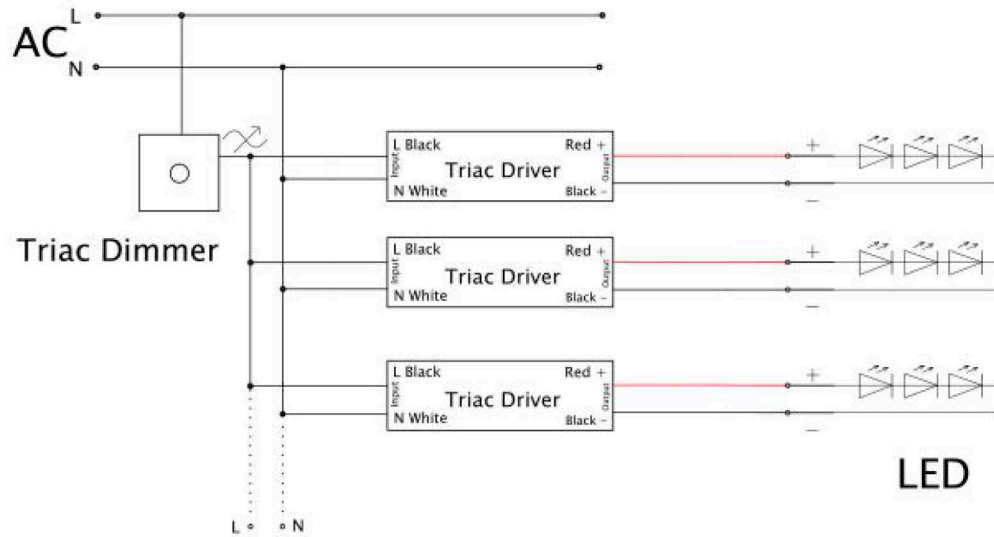 L
AC
N
L Black
Red +
Input
Triac Driver
Output
N White
Black -
Triac Dimmer
+
−
L Black
Red +
Input
Triac Driver
Output
N White
Black -
+
−
L Black
Red +
Input
Triac Driver
Output
N White
Black -
+
−
LED
L
N